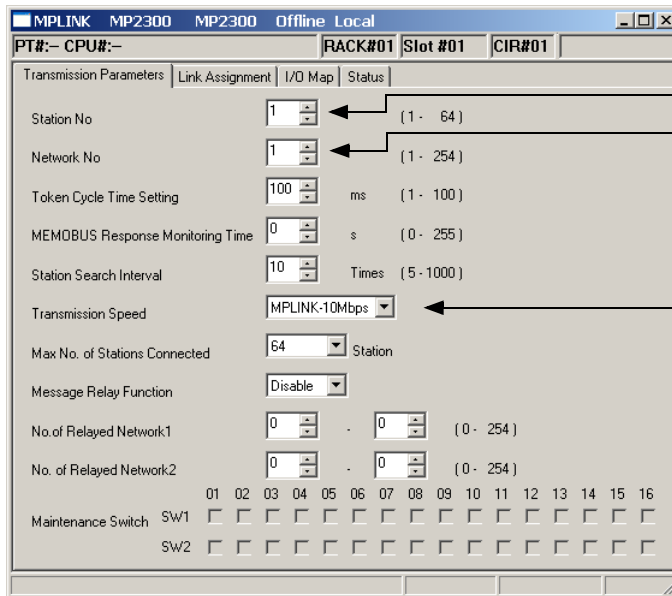 MPLINK MP2300 MP2300 Offline Local
PT#:– CPU#:– RACK#01 Slot #01 CIR#01
Transmission Parameters Link Assignment I/O Map Status
Station No 1 (1 - 64)
Network No 1 (1 - 254)
Token Cycle Time Setting 100 ms (1 - 100)
MEMOBUS Response Monitoring Time 0 s (0 - 255)
Station Search Interval 10 Times (5 - 1000)
Transmission Speed MPLINK-10Mbps
Max No. of Stations Connected 64 Station
Message Relay Function Disable
No.of Relayed Network1 0 - 0 (0 - 254)
No. of Relayed Network2 0 - 0 (0 - 254)
01 02 03 04 05 06 07 08 09 10 11 12 13 14 15 16
Maintenance Switch SW1
SW2